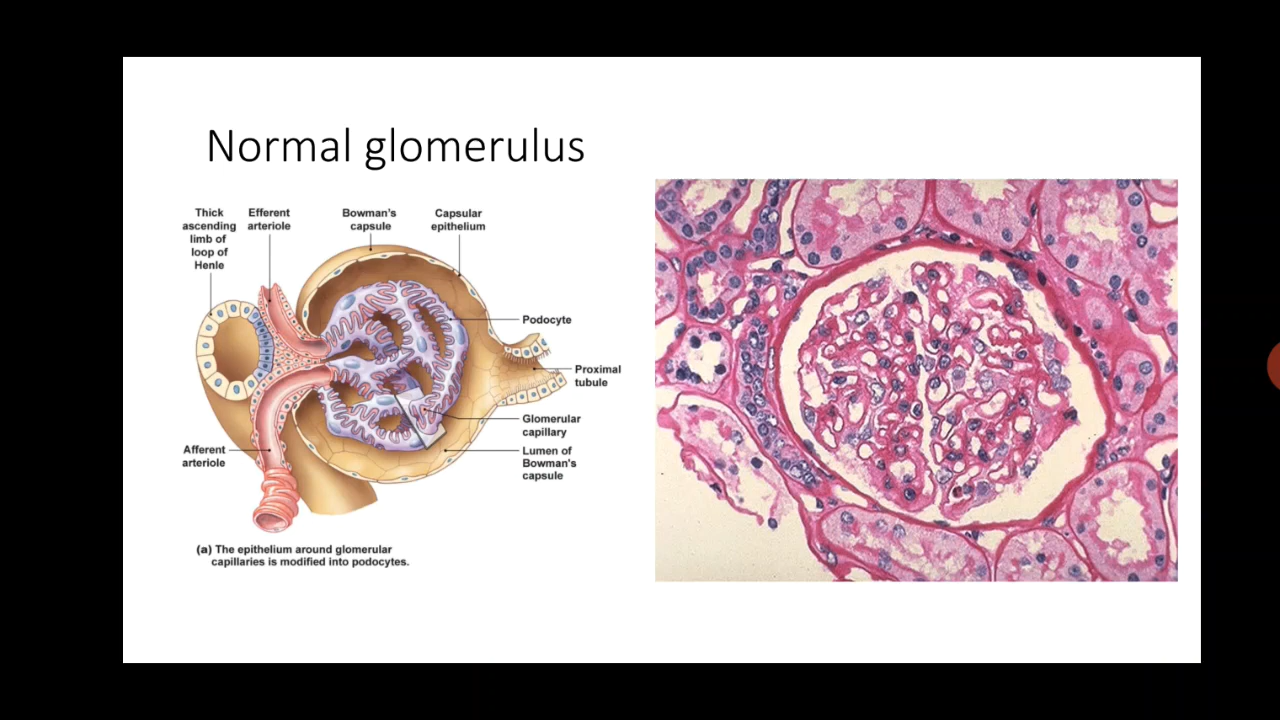 Normal glomerulus
Thick
ascending
limb of
loop of
Henle
Efferent
arteriole
Bowman's
capsule
Capsular
epithelium
Podocyte
Proximal
tubule
Glomerular
capillary
Lumen of
Bowman's
capsule
Afferent
arteriole
(a) The epithelium around glomerular
capillaries is modified into podocytes.